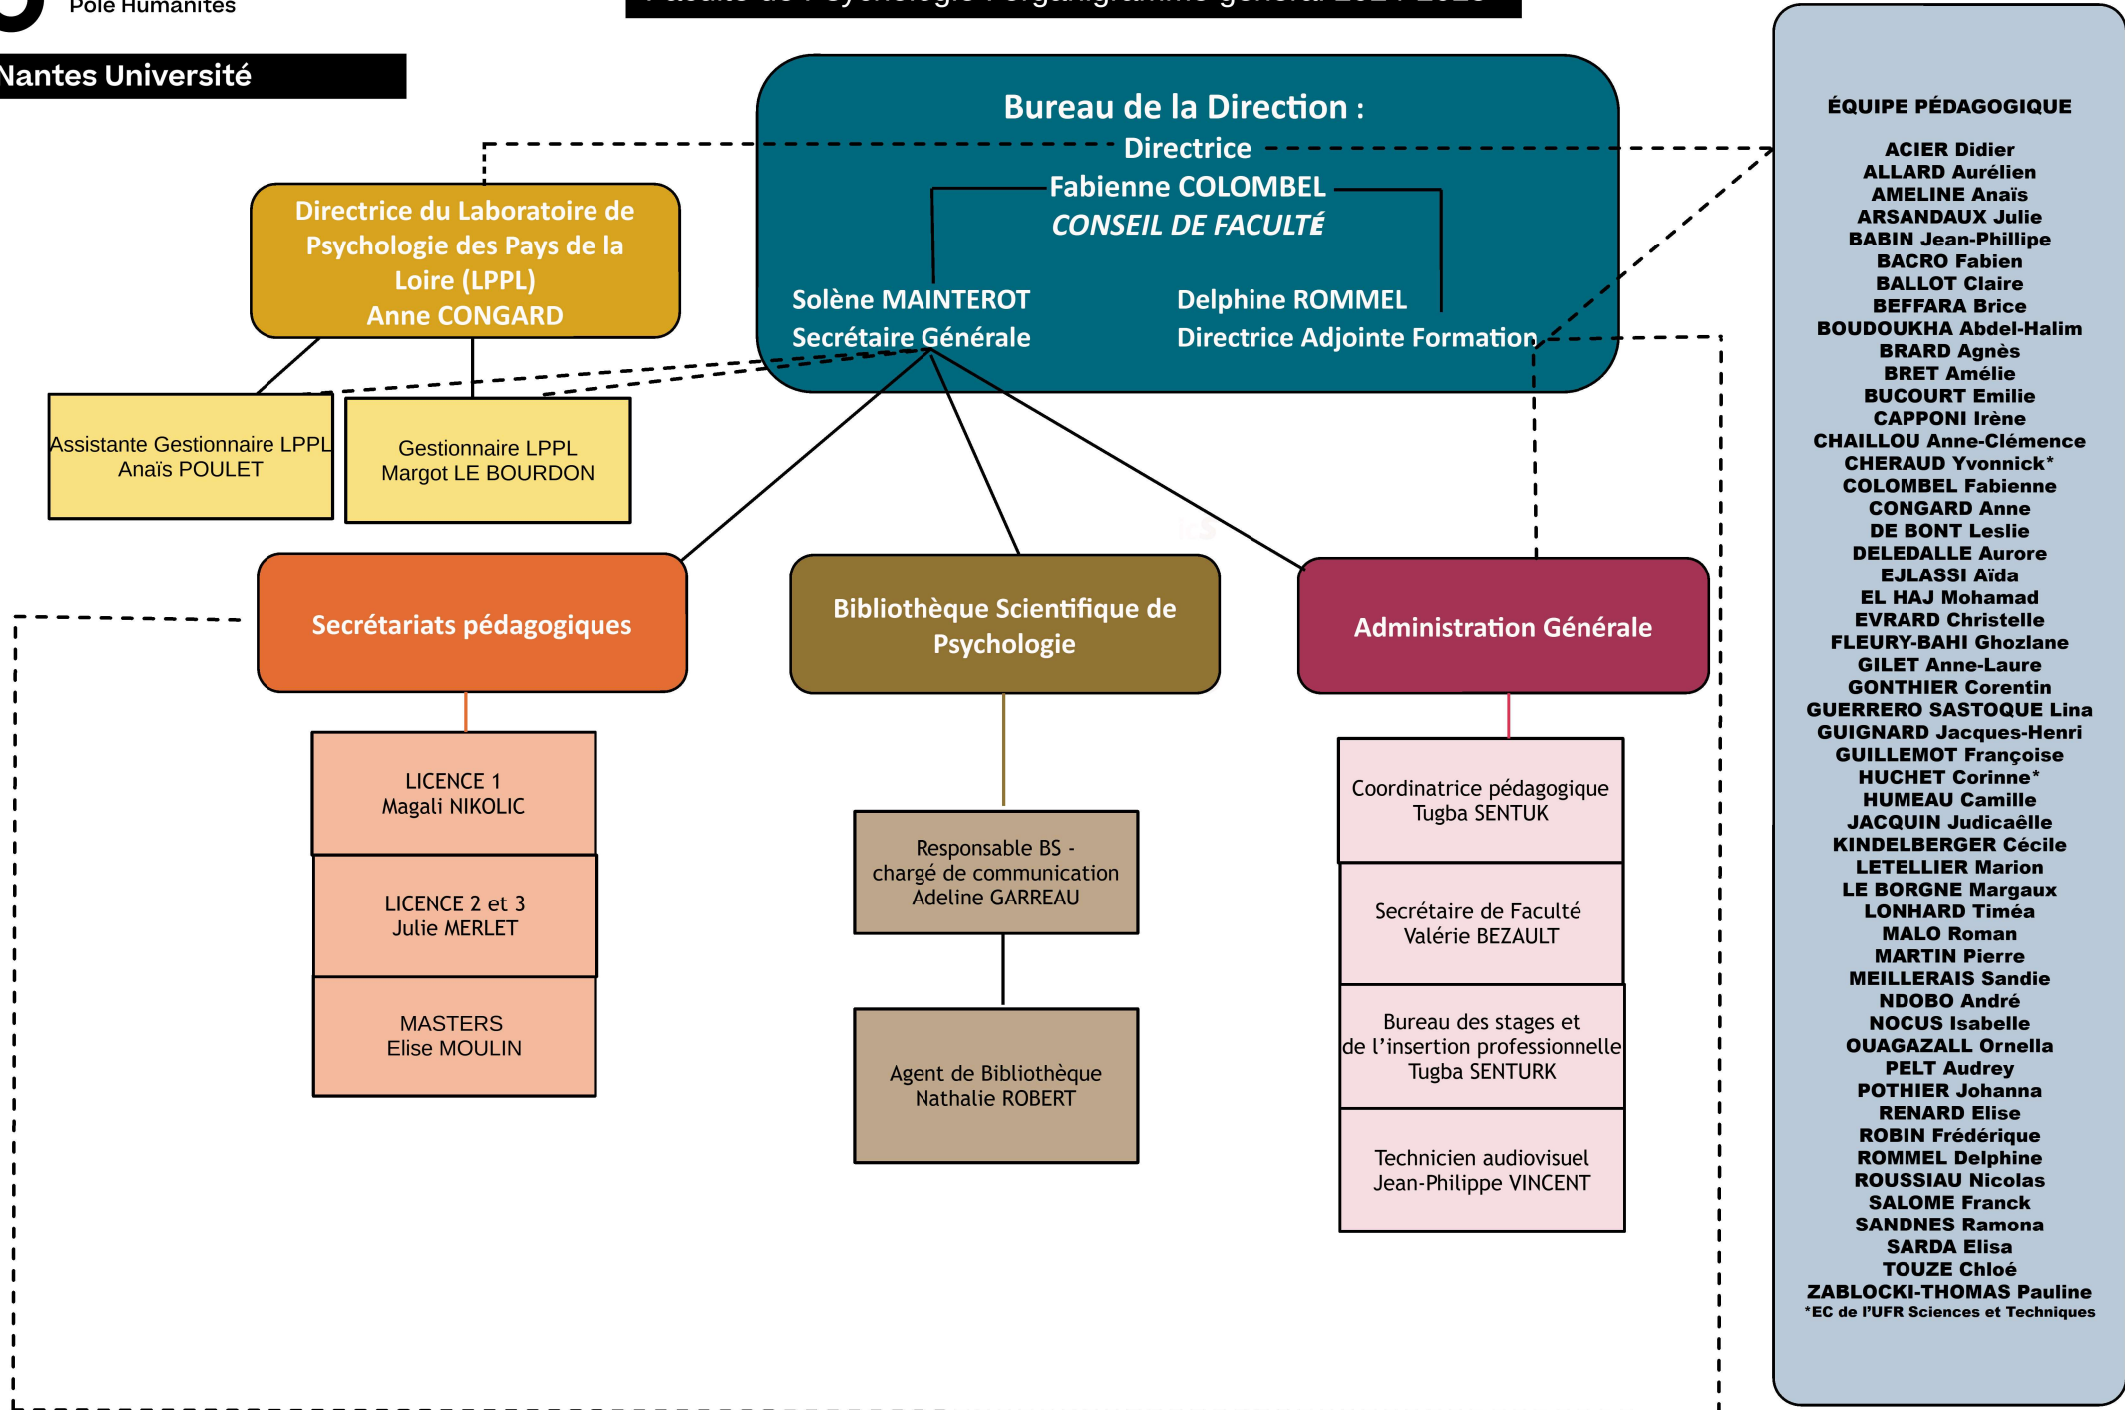 Pôle Humanités
Faculté de Psychologie : organigramme général 2024-2025
Nantes Université
Bureau de la Direction :
Directrice
Fabienne COLOMBEL
CONSEIL DE FACULTÉ
Solène MAINTEROT
Secrétaire Générale
Delphine ROMMEL
Directrice Adjointe Formation
Directrice du Laboratoire de
Psychologie des Pays de la
Loire (LPPL)
Anne CONGARD
Assistante Gestionnaire LPPL
Anaïs POULET
Gestionnaire LPPL
Margot LE BOURDON
Secrétariats pédagogiques
LICENCE 1
Magali NIKOLIC
LICENCE 2 et 3
Julie MERLET
MASTERS
Elise MOULIN
Bibliothèque Scientifique de
Psychologie
Responsable BS -
chargé de communication
Adeline GARREAU
Agent de Bibliothèque
Nathalie ROBERT
Administration Générale
Coordinatrice pédagogique
Tugba SENTUK
Secrétaire de Faculté
Valérie BEZAULT
Bureau des stages et
de l'insertion professionnelle
Tugba SENTURK
Technicien audiovisuel
Jean-Philippe VINCENT
ÉQUIPE PÉDAGOGIQUE
ACIER Didier
ALLARD Aurélien
AMELINE Anaïs
ARSANDAUX Julie
BABIN Jean-Phillipe
BACRO Fabien
BALLOT Claire
BEFFARA Brice
BOUDOUKHA Abdel-Halim
BRARD Agnès
BRET Amélie
BUCOURT Emilie
CAPPONI Irène
CHAILLOU Anne-Clémence
CHERAUD Yvonnick*
COLOMBEL Fabienne
CONGARD Anne
DE BONT Leslie
DELEDALLE Aurore
EJLASSI Aïda
EL HAJ Mohamad
EVRARD Christelle
FLEURY-BAHI Ghozlane
GILET Anne-Laure
GONTHIER Corentin
GUERRERO SASTOQUE Lina
GUIGNARD Jacques-Henri
GUILLEMOT Françoise
HUCHET Corinne*
HUMEAU Camille
JACQUIN Judicaêlle
KINDELBERGER Cécile
LETELLIER Marion
LE BORGNE Margaux
LONHARD Timéa
MALO Roman
MARTIN Pierre
MEILLERAIS Sandie
NDOBO André
NOCUS Isabelle
OUAGAZALL Ornella
PELT Audrey
POTHIER Johanna
RENARD Elise
ROBIN Frédérique
ROMMEL Delphine
ROUSSIAU Nicolas
SALOME Franck
SANDNES Ramona
SARDA Elisa
TOUZE Chloé
ZABLOCKI-THOMAS Pauline
*EC de l'UFR Sciences et Techniques